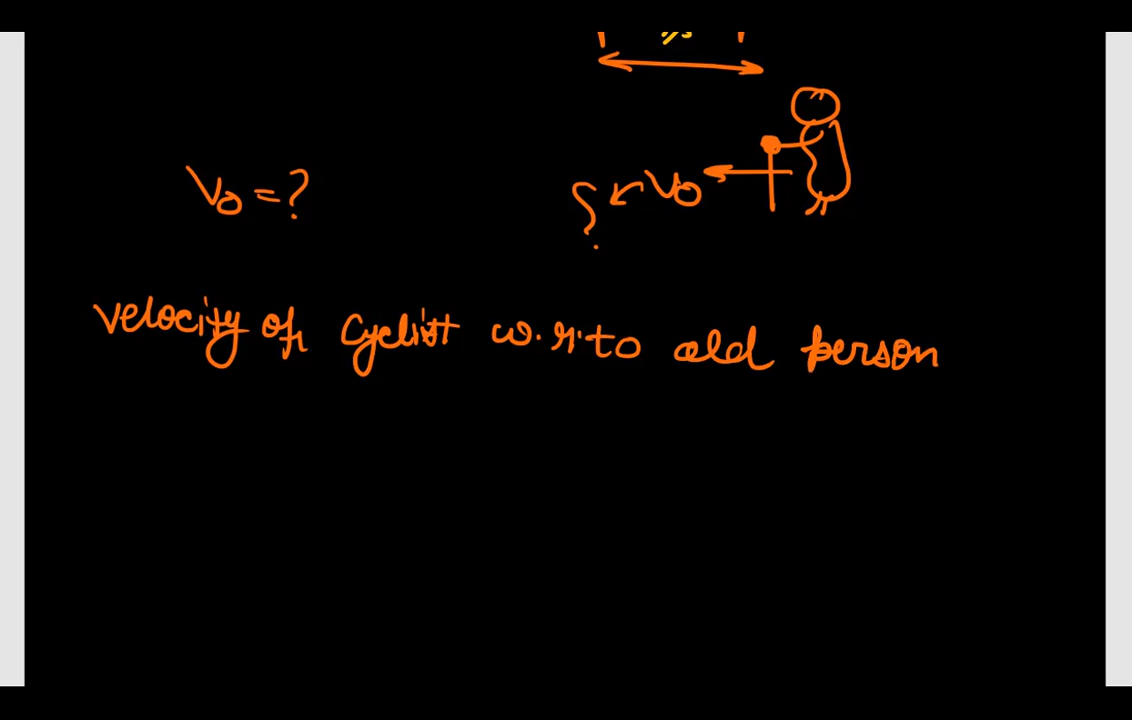 V₀ = ?
? V₀
velocity of cyclist w.r.to old person